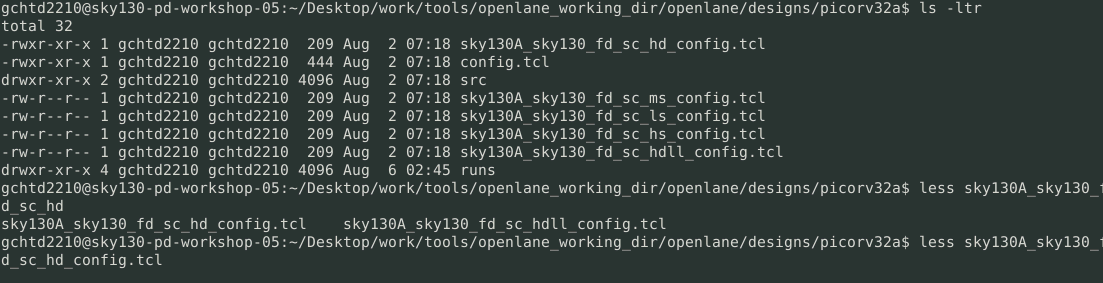 gchtd2210@sky130-pd-workshop-05:~/Desktop/work/tools/openlane_working_dir/openlane/designs/picorv32a$ ls -ltr
total 32
-rwxr-xr-x 1 gchtd2210 gchtd2210  209 Aug  2 07:18 sky130A_sky130_fd_sc_hd_config.tcl
-rwxr-xr-x 1 gchtd2210 gchtd2210  444 Aug  2 07:18 config.tcl
drwxr-xr-x 2 gchtd2210 gchtd2210 4096 Aug  2 07:18 src
-rw-r--r-- 1 gchtd2210 gchtd2210  209 Aug  2 07:18 sky130A_sky130_fd_sc_ms_config.tcl
-rw-r--r-- 1 gchtd2210 gchtd2210  209 Aug  2 07:18 sky130A_sky130_fd_sc_ls_config.tcl
-rw-r--r-- 1 gchtd2210 gchtd2210  209 Aug  2 07:18 sky130A_sky130_fd_sc_hs_config.tcl
-rw-r--r-- 1 gchtd2210 gchtd2210  209 Aug  2 07:18 sky130A_sky130_fd_sc_hdll_config.tcl
drwxr-xr-x 4 gchtd2210 gchtd2210 4096 Aug  6 02:45 runs
gchtd2210@sky130-pd-workshop-05:~/Desktop/work/tools/openlane_working_dir/openlane/designs/picorv32a$ less sky130A_sky130_f
d_sc_hd
sky130A_sky130_fd_sc_hd_config.tcl    sky130A_sky130_fd_sc_hdll_config.tcl
gchtd2210@sky130-pd-workshop-05:~/Desktop/work/tools/openlane_working_dir/openlane/designs/picorv32a$ less sky130A_sky130_f
d_sc_hd_config.tcl